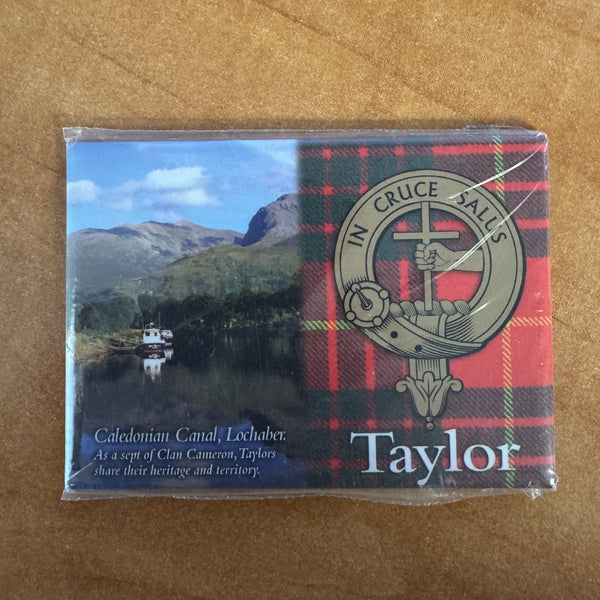 IN CRUCE SALUS
Caledonian Canal, Lochaber.
As a sept of Clan Cameron, Taylors
share their heritage and territory.
Taylor